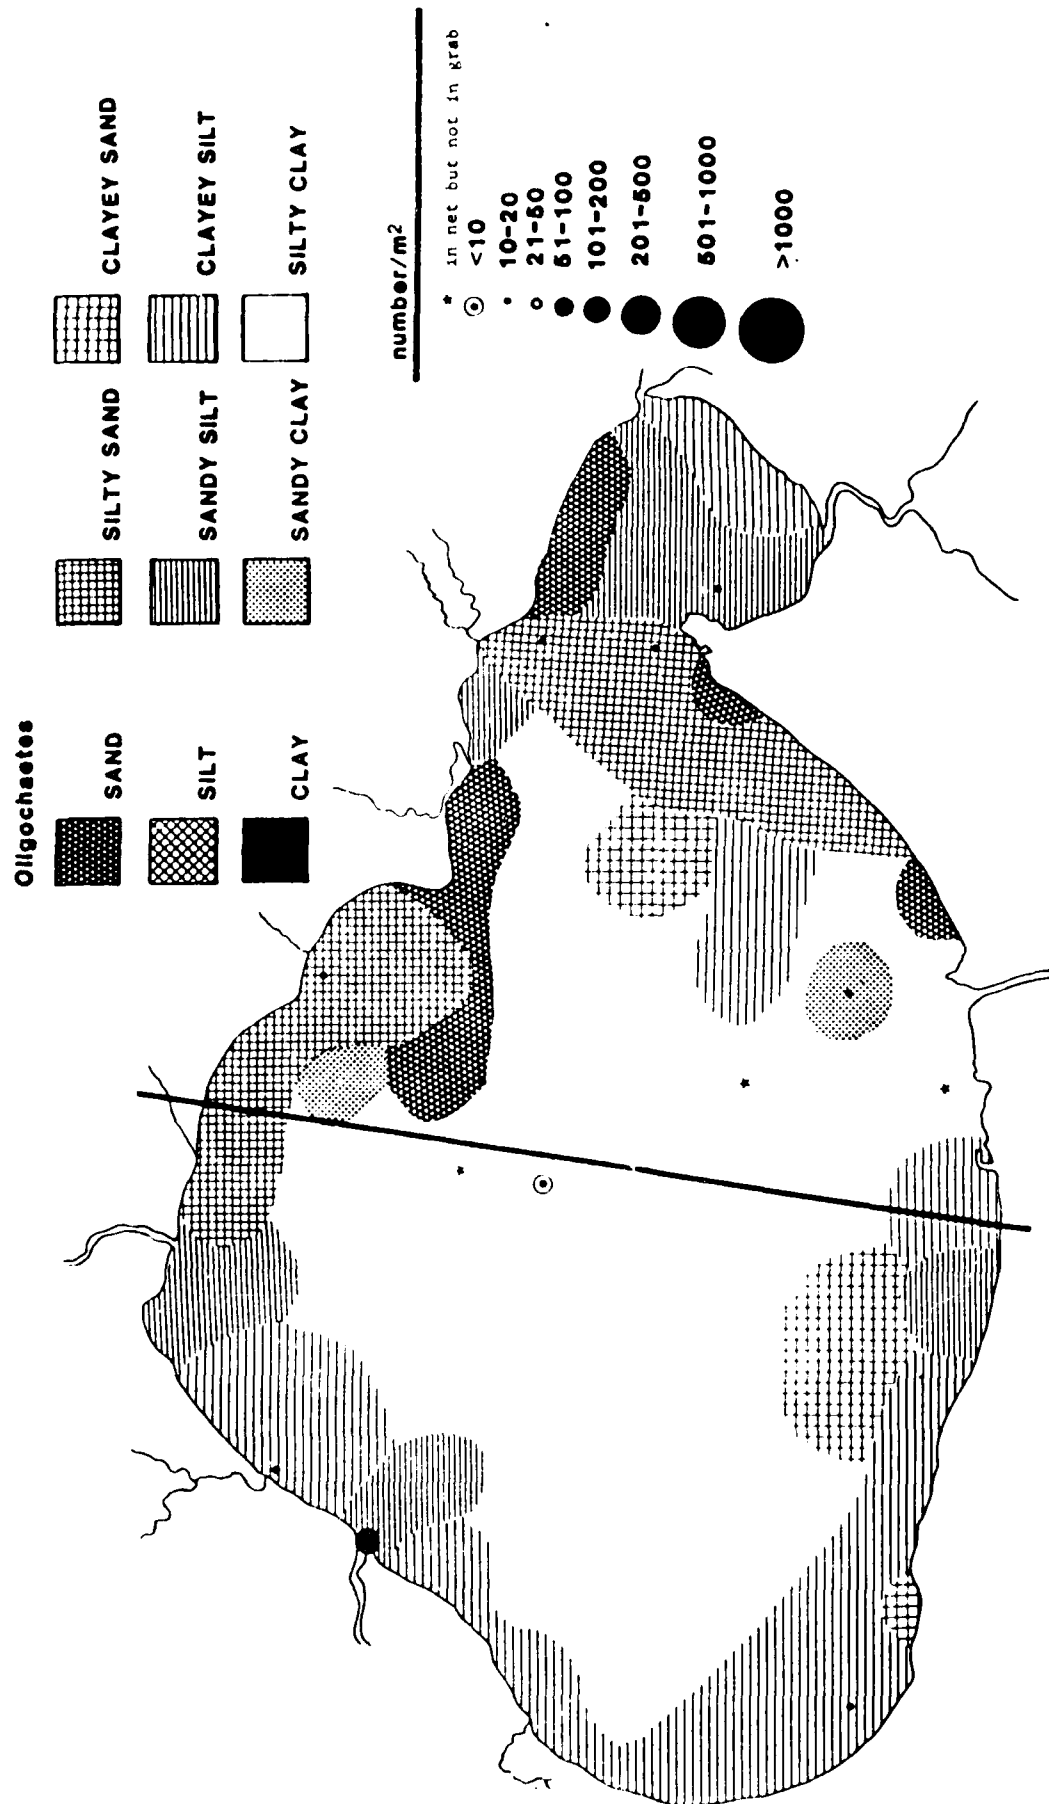 Oligochaetes
SAND
SILTY SAND
CLAYEY SAND
SILT
SANDY SILT
CLAYEY SILT
CLAY
SANDY CLAY
SILTY CLAY
number/m²
* in net but not in grab
<10
10-20
21-50
51-100
101-200
201-500
501-1000
>1000